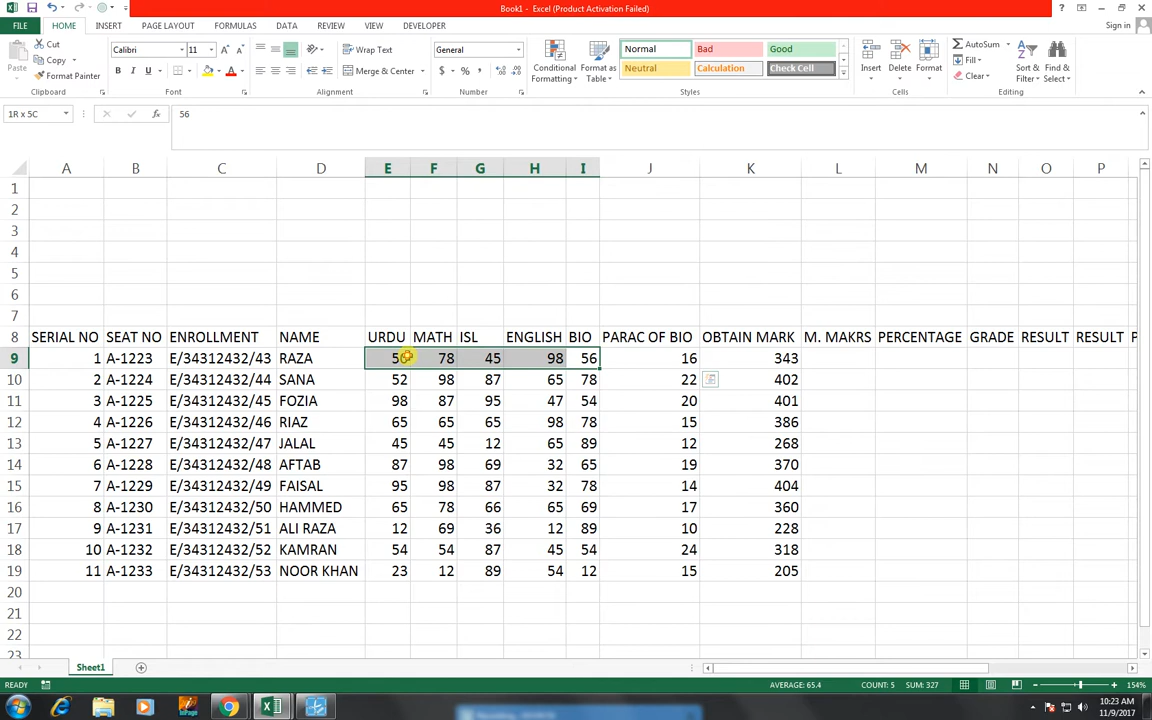 Book1 - Excel (Product Activation Failed)
Sign in
FILE HOME INSERT PAGE LAYOUT FORMULAS DATA REVIEW VIEW DEVELOPER
Paste Cut Copy Format Painter Clipboard
Calibri 11 B I U Font
Wrap Text Merge & Center Alignment
General $ % , Number
Conditional Formatting Format as Table
Normal Bad Good
Neutral Calculation Check Cell
Styles
Insert Delete Format Cells
AutoSum Fill Clear Sort & Filter Find & Select Editing
1R x 5C fx 56
A B C D E F G H I J K L M N O P
1
2
3
4
5
6
7
8 SERIAL NO SEAT NO ENROLLMENT NAME URDU MATH ISL ENGLISH BIO PARAC OF BIO OBTAIN MARK M. MAKRS PERCENTAGE GRADE RESULT RESULT P
9 1 A-1223 E/34312432/43 RAZA 50 78 45 98 56 16 343
10 2 A-1224 E/34312432/44 SANA 52 98 87 65 78 22 402
11 3 A-1225 E/34312432/45 FOZIA 98 87 95 47 54 20 401
12 4 A-1226 E/34312432/46 RIAZ 65 65 65 98 78 15 386
13 5 A-1227 E/34312432/47 JALAL 45 45 12 65 89 12 268
14 6 A-1228 E/34312432/48 AFTAB 87 98 69 32 65 19 370
15 7 A-1229 E/34312432/49 FAISAL 95 98 87 32 78 14 404
16 8 A-1230 E/34312432/50 HAMMED 65 78 66 65 69 17 360
17 9 A-1231 E/34312432/51 ALI RAZA 12 69 36 12 89 10 228
18 10 A-1232 E/34312432/52 KAMRAN 54 54 87 45 54 24 318
19 11 A-1233 E/34312432/53 NOOR KHAN 23 12 89 54 12 15 205
20
21
22
23
Sheet1
READY AVERAGE: 65.4 COUNT: 5 SUM: 327 154%
10:23 AM
11/9/2017